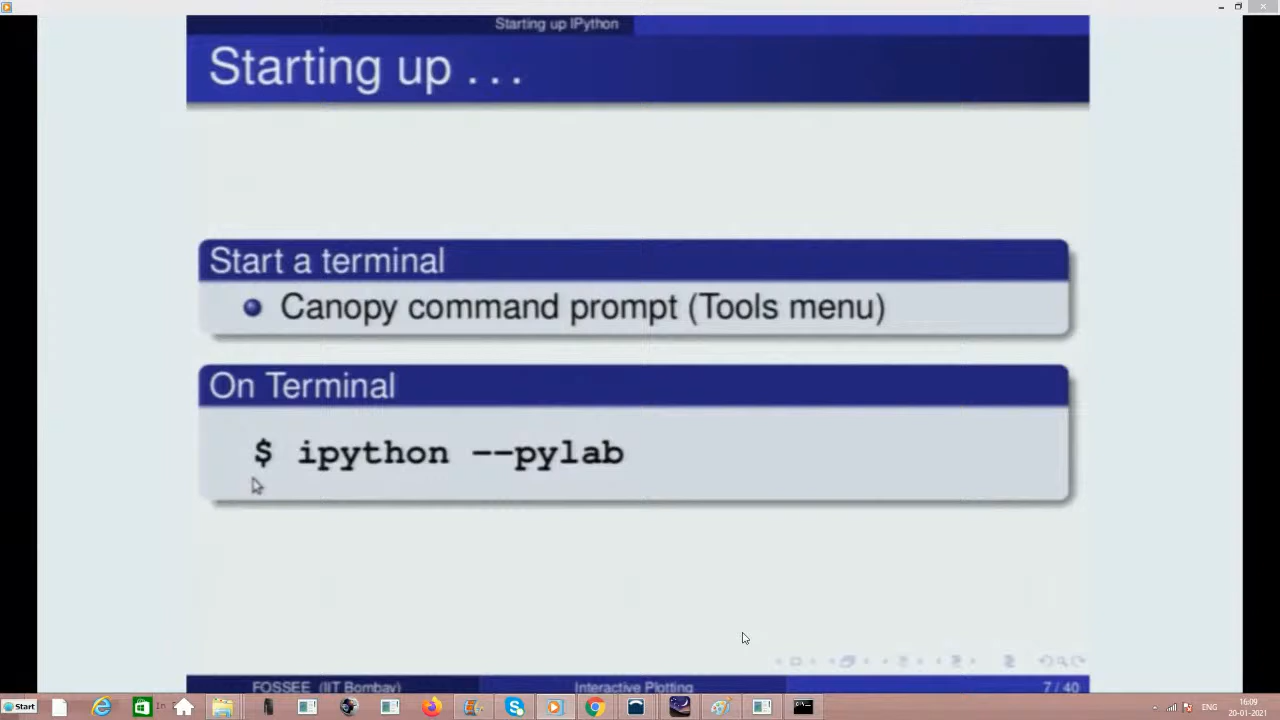 Starting up IPython
Starting up . . .
Start a terminal
Canopy command prompt (Tools menu)
On Terminal
$ ipython --pylab
FOSSEE (IIT Bombay)
Interactive Plotting
7 / 40
Start
ENG
16:09
20-01-2021